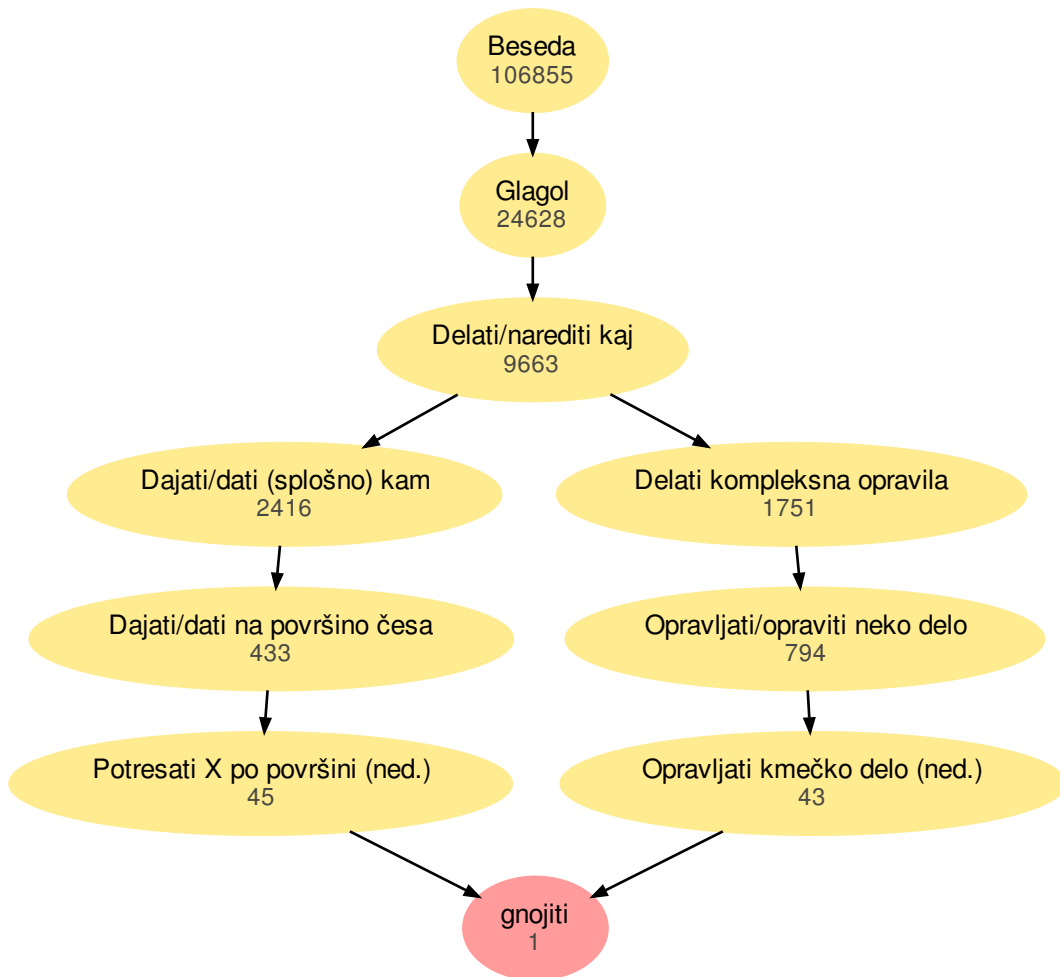 Beseda
106855
Glagol
24628
Delati/narediti kaj
9663
Dajati/dati (splošno) kam
2416
Delati kompleksna opravila
1751
Dajati/dati na površino česa
433
Opravljati/opraviti neko delo
794
Potresati X po površini (ned.)
45
Opravljati kmečko delo (ned.)
43
gnojiti
1